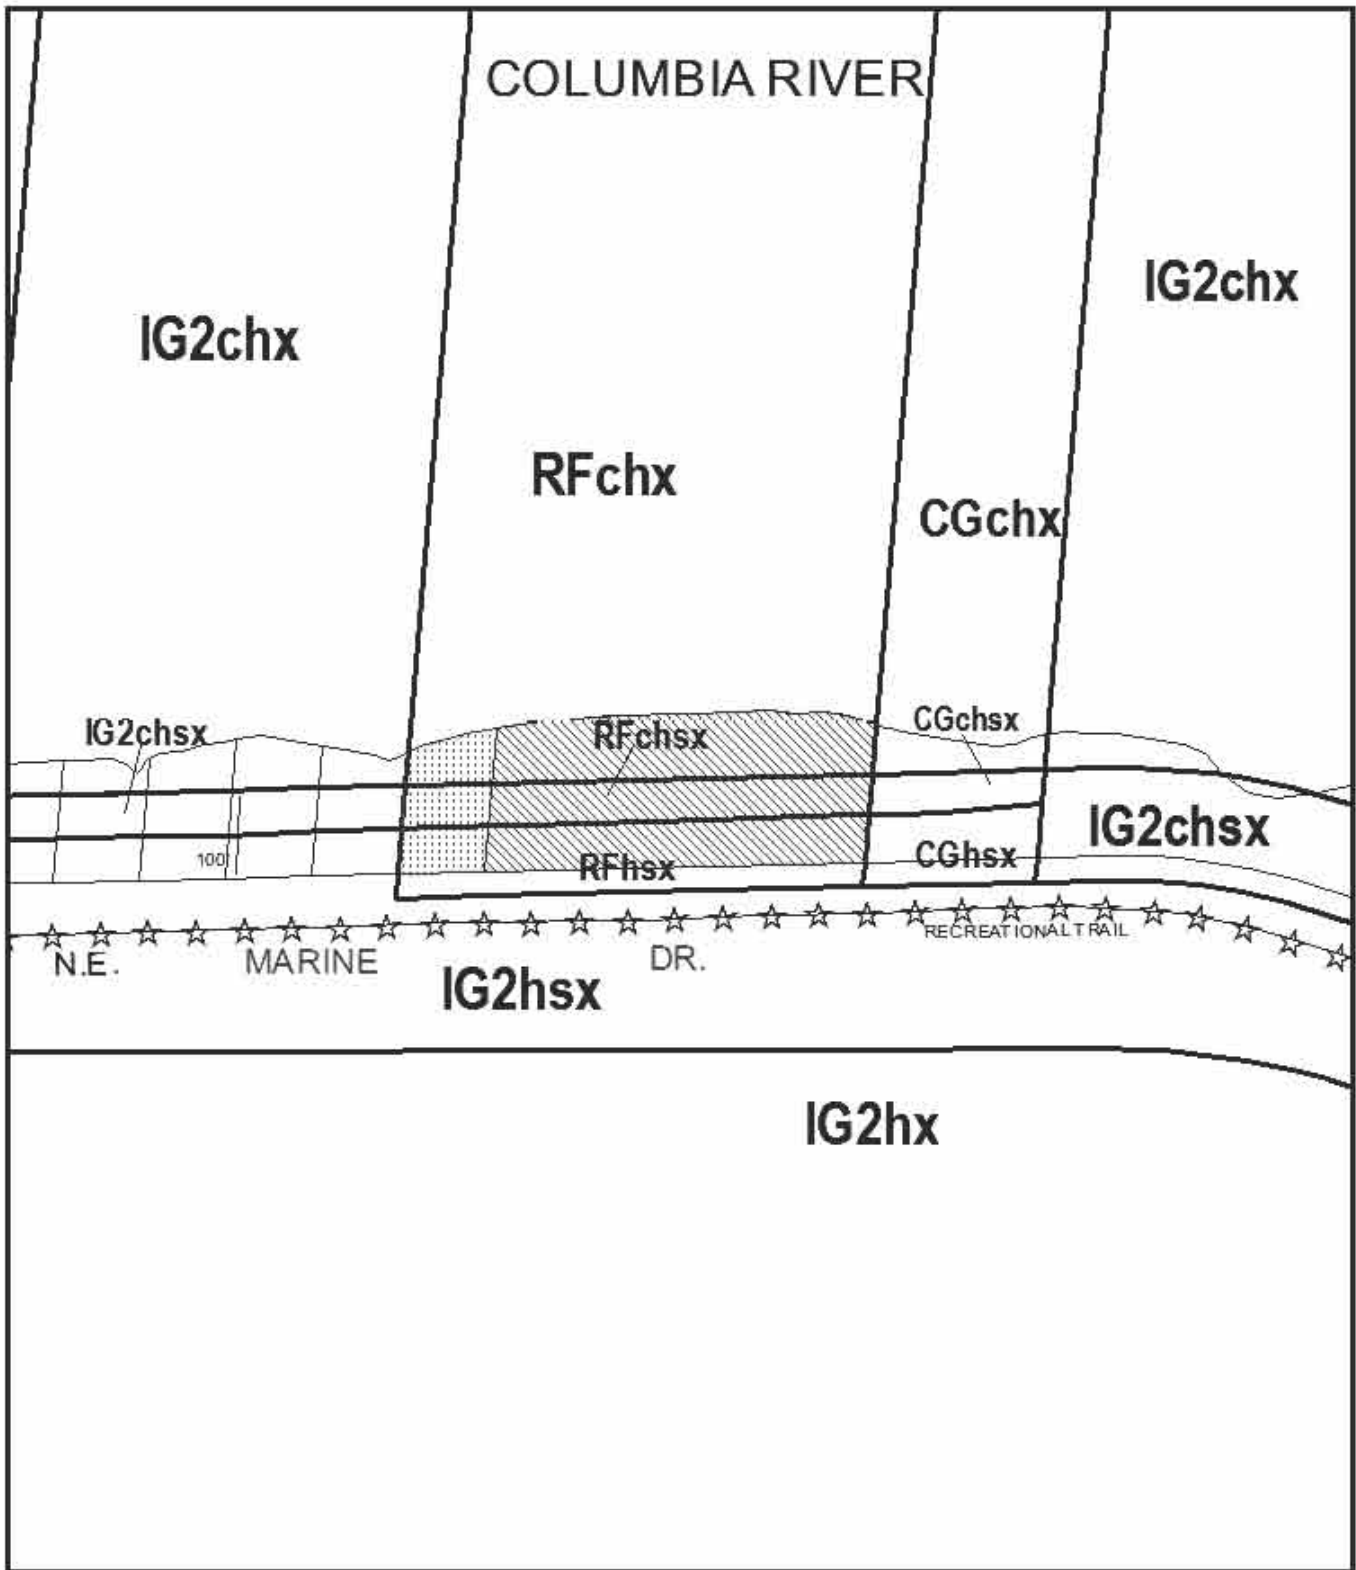 COLUMBIA RIVER
IG2chx
IG2chx
RFchx
CGchx
IG2chsx
RFchsx
CGchsx
IG2chsx
100
RFhsx
CGhsx
RECREATIONAL TRAIL
N.E. MARINE DR.
IG2hsx
IG2hx